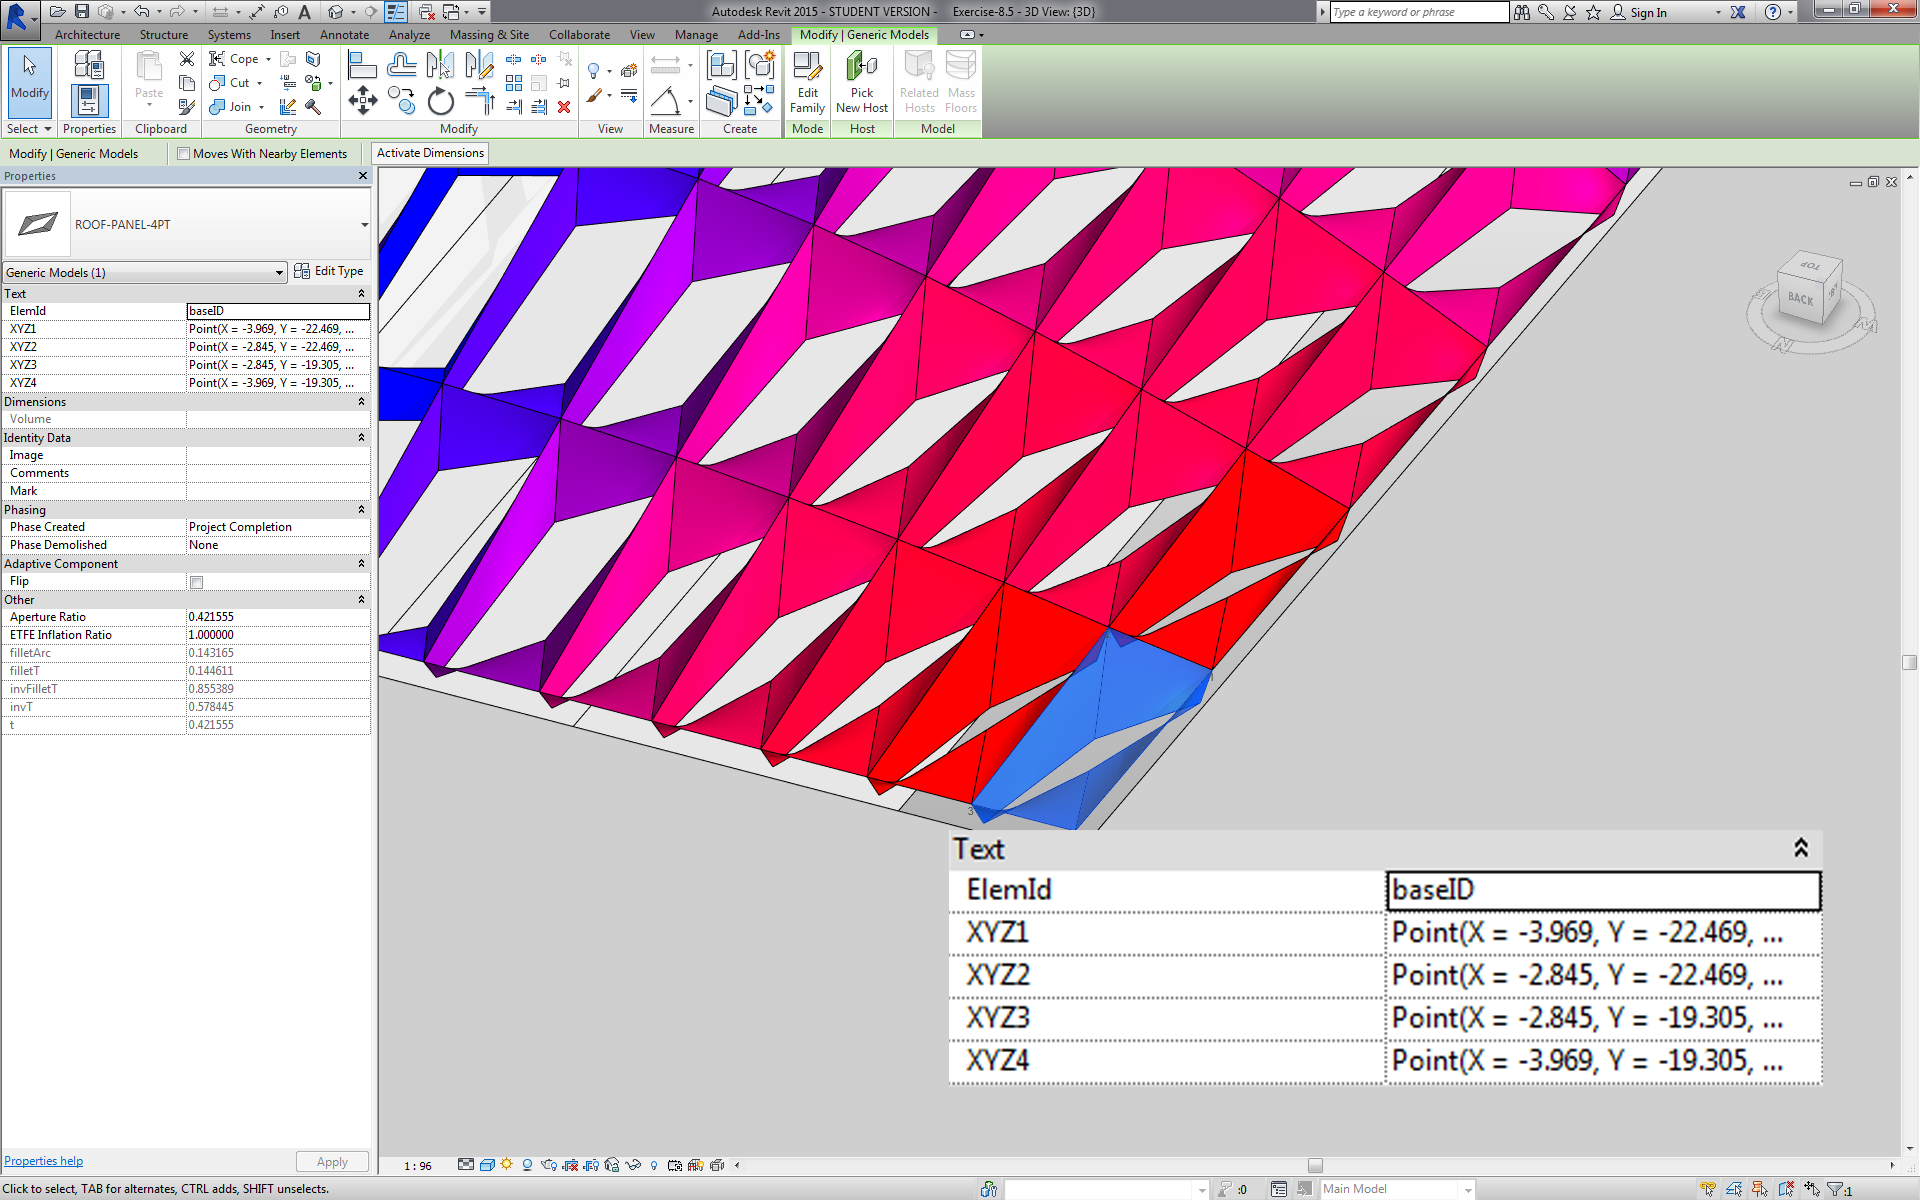 Autodesk Revit 2015 - STUDENT VERSION - Exercise-8.5 - 3D View: {3D}
Type a keyword or phrase
Sign In
Architecture Structure Systems Insert Annotate Analyze Massing & Site Collaborate View Manage Add-Ins Modify | Generic Models
Modify
Paste
Cope
Cut
Join
Edit Family
Pick New Host
Related Hosts
Mass Floors
Select Properties Clipboard Geometry Modify View Measure Create Mode Host Model
Modify | Generic Models Moves With Nearby Elements Activate Dimensions
Properties
ROOF-PANEL-4PT
Generic Models (1) Edit Type
Text
ElemId baseID
XYZ1 Point(X = -3.969, Y = -22.469, ...
XYZ2 Point(X = -2.845, Y = -22.469, ...
XYZ3 Point(X = -2.845, Y = -19.305, ...
XYZ4 Point(X = -3.969, Y = -19.305, ...
Dimensions
Volume
Identity Data
Image
Comments
Mark
Phasing
Phase Created Project Completion
Phase Demolished None
Adaptive Component
Flip
Other
Aperture Ratio 0.421555
ETFE Inflation Ratio 1.000000
filletArc 0.143165
filletT 0.144611
invFilletT 0.855389
invT 0.578445
t 0.421555
TOP
BACK
N
1
3
Text
ElemId baseID
XYZ1 Point(X = -3.969, Y = -22.469, ...
XYZ2 Point(X = -2.845, Y = -22.469, ...
XYZ3 Point(X = -2.845, Y = -19.305, ...
XYZ4 Point(X = -3.969, Y = -19.305, ...
Properties help Apply
1 : 96
Click to select, TAB for alternates, CTRL adds, SHIFT unselects.
:0
Main Model
:1